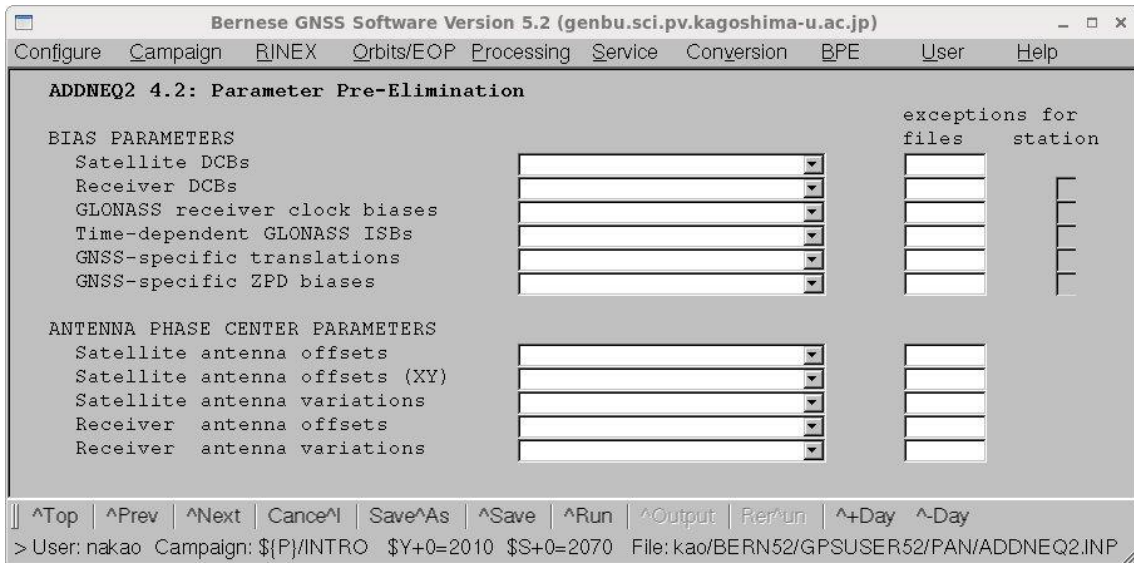 Bernese GNSS Software Version 5.2 (genbu.sci.pv.kagoshima-u.ac.jp)
Configure Campaign RINEX Orbits/EOP Processing Service Conversion BPE User Help
ADDNEQ2 4.2: Parameter Pre-Elimination
exceptions for
BIAS PARAMETERS files station
Satellite DCBs
Receiver DCBs
GLONASS receiver clock biases
Time-dependent GLONASS ISBs
GNSS-specific translations
GNSS-specific ZPD biases
ANTENNA PHASE CENTER PARAMETERS
Satellite antenna offsets
Satellite antenna offsets (XY)
Satellite antenna variations
Receiver antenna offsets
Receiver antenna variations
^Top | ^Prev | ^Next | Cance^l | Save^As | ^Save | ^Run | ^Output | Rer^un | ^+Day ^-Day
> User: nakao Campaign: ${P}/INTRO $Y+0=2010 $S+0=2070 File: kao/BERN52/GPSUSER52/PAN/ADDNEQ2.INP